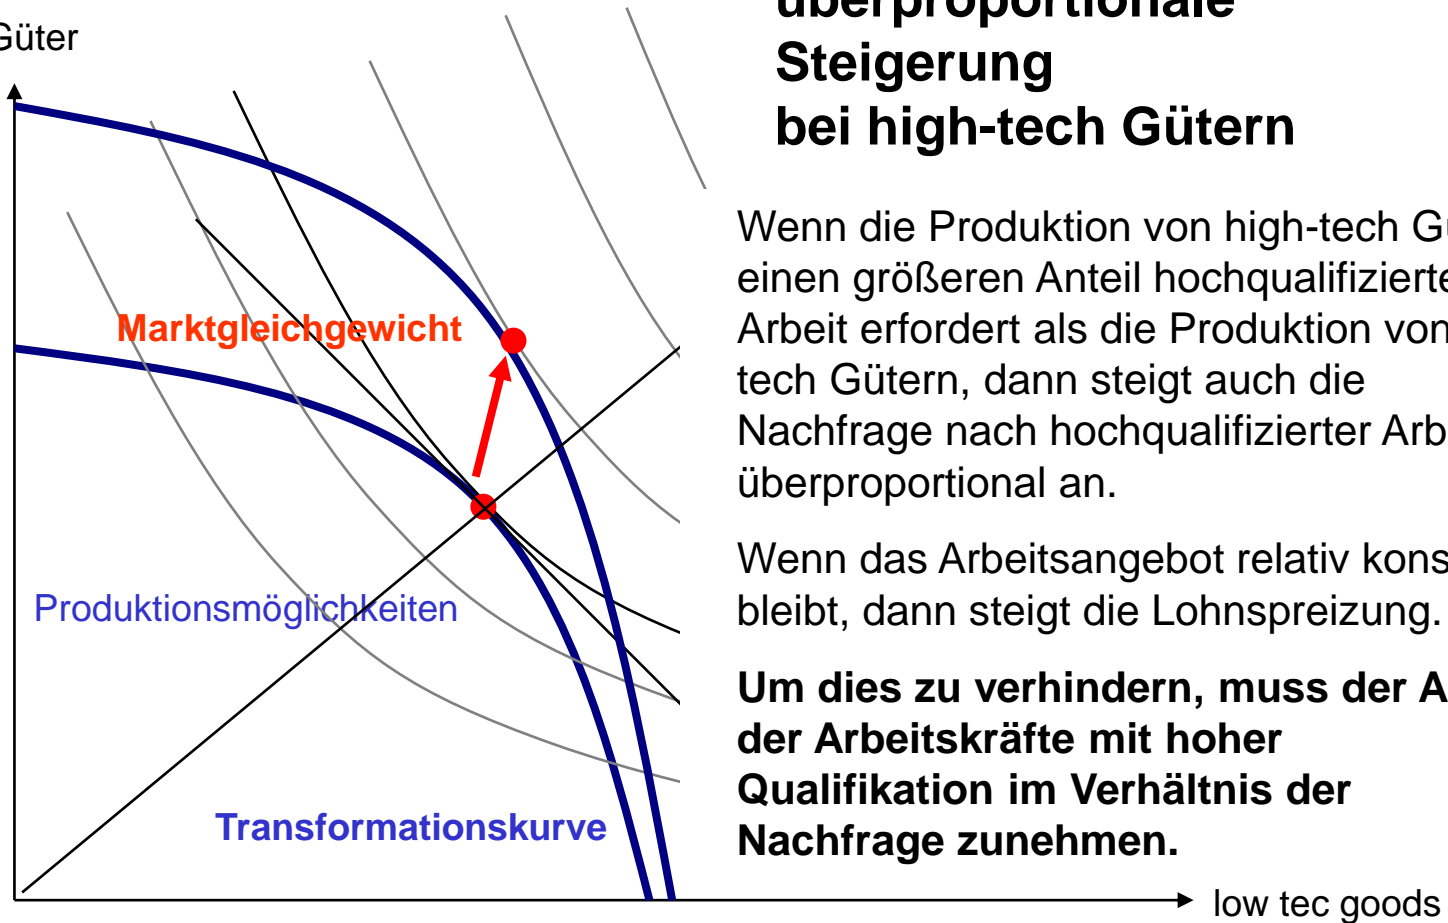 überproportionale
Steigerung
bei high-tech Gütern
Güter
Wenn die Produktion von high-tech
einen größeren Anteil
Arbeit erfordert als die Produktion von
tech Gütern, dann steigt auch die
Nachfrage nach hochqualifizierter
überproportional an.
Wenn das Arbeitsangebot relativ
bleibt, dann steigt die Lohnspreizung.
Um dies zu verhindern, muss der
der Arbeitskräfte mit hoher
Qualifikation im Verhältnis der
Nachfrage zunehmen.
Marktgleichgewicht
Produktionsmöglichkeiten
Transformationskurve
low tec goods